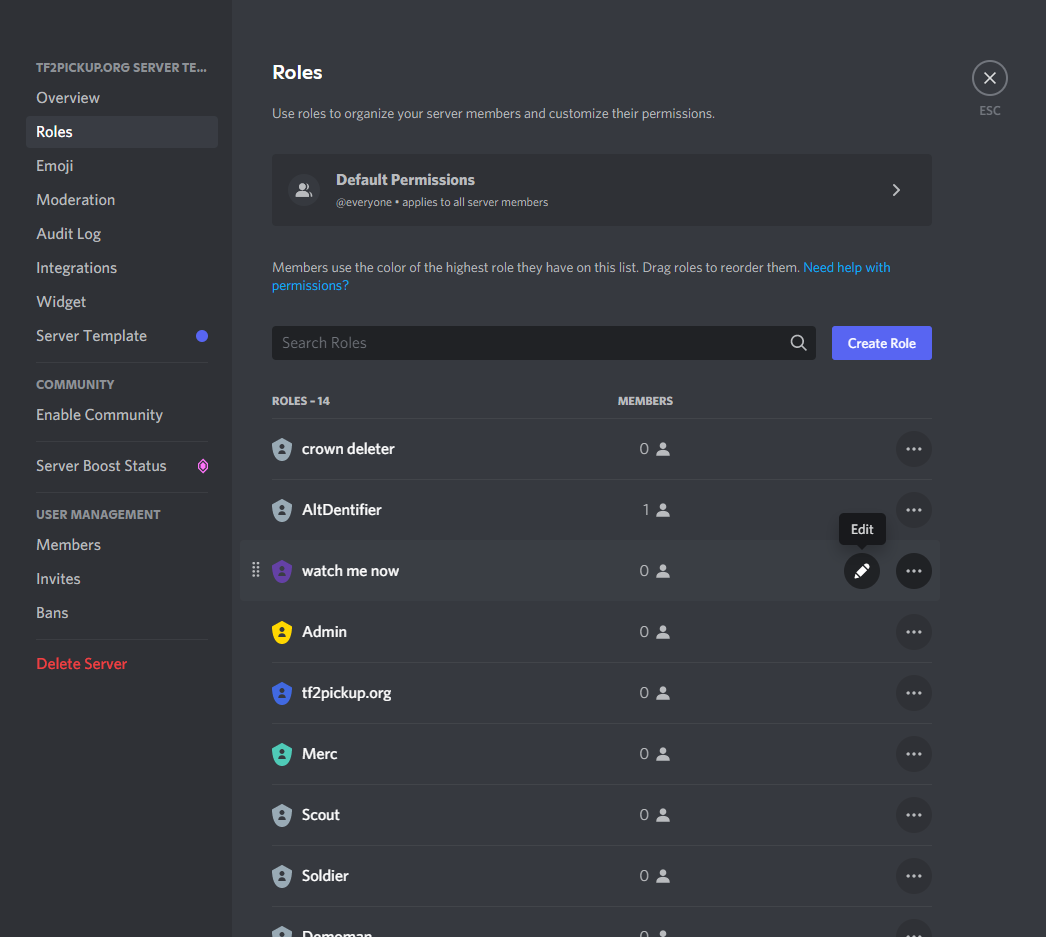 TF2PICKUP.ORG SERVER TE...
Overview
Roles
Emoji
Moderation
Audit Log
Integrations
Widget
Server Template
COMMUNITY
Enable Community
Server Boost Status
USER MANAGEMENT
Members
Invites
Bans
Delete Server
Roles
Use roles to organize your server members and customize their permissions.
ESC
Default Permissions
@everyone • applies to all server members
Members use the color of the highest role they have on this list. Drag roles to reorder them. Need help with
permissions?
Search Roles
Create Role
ROLES – 14 MEMBERS
crown deleter 0
AltDentifier 1
Edit
watch me now 0
Admin 0
tf2pickup.org 0
Merc 0
Scout 0
Soldier 0
Demoman 0